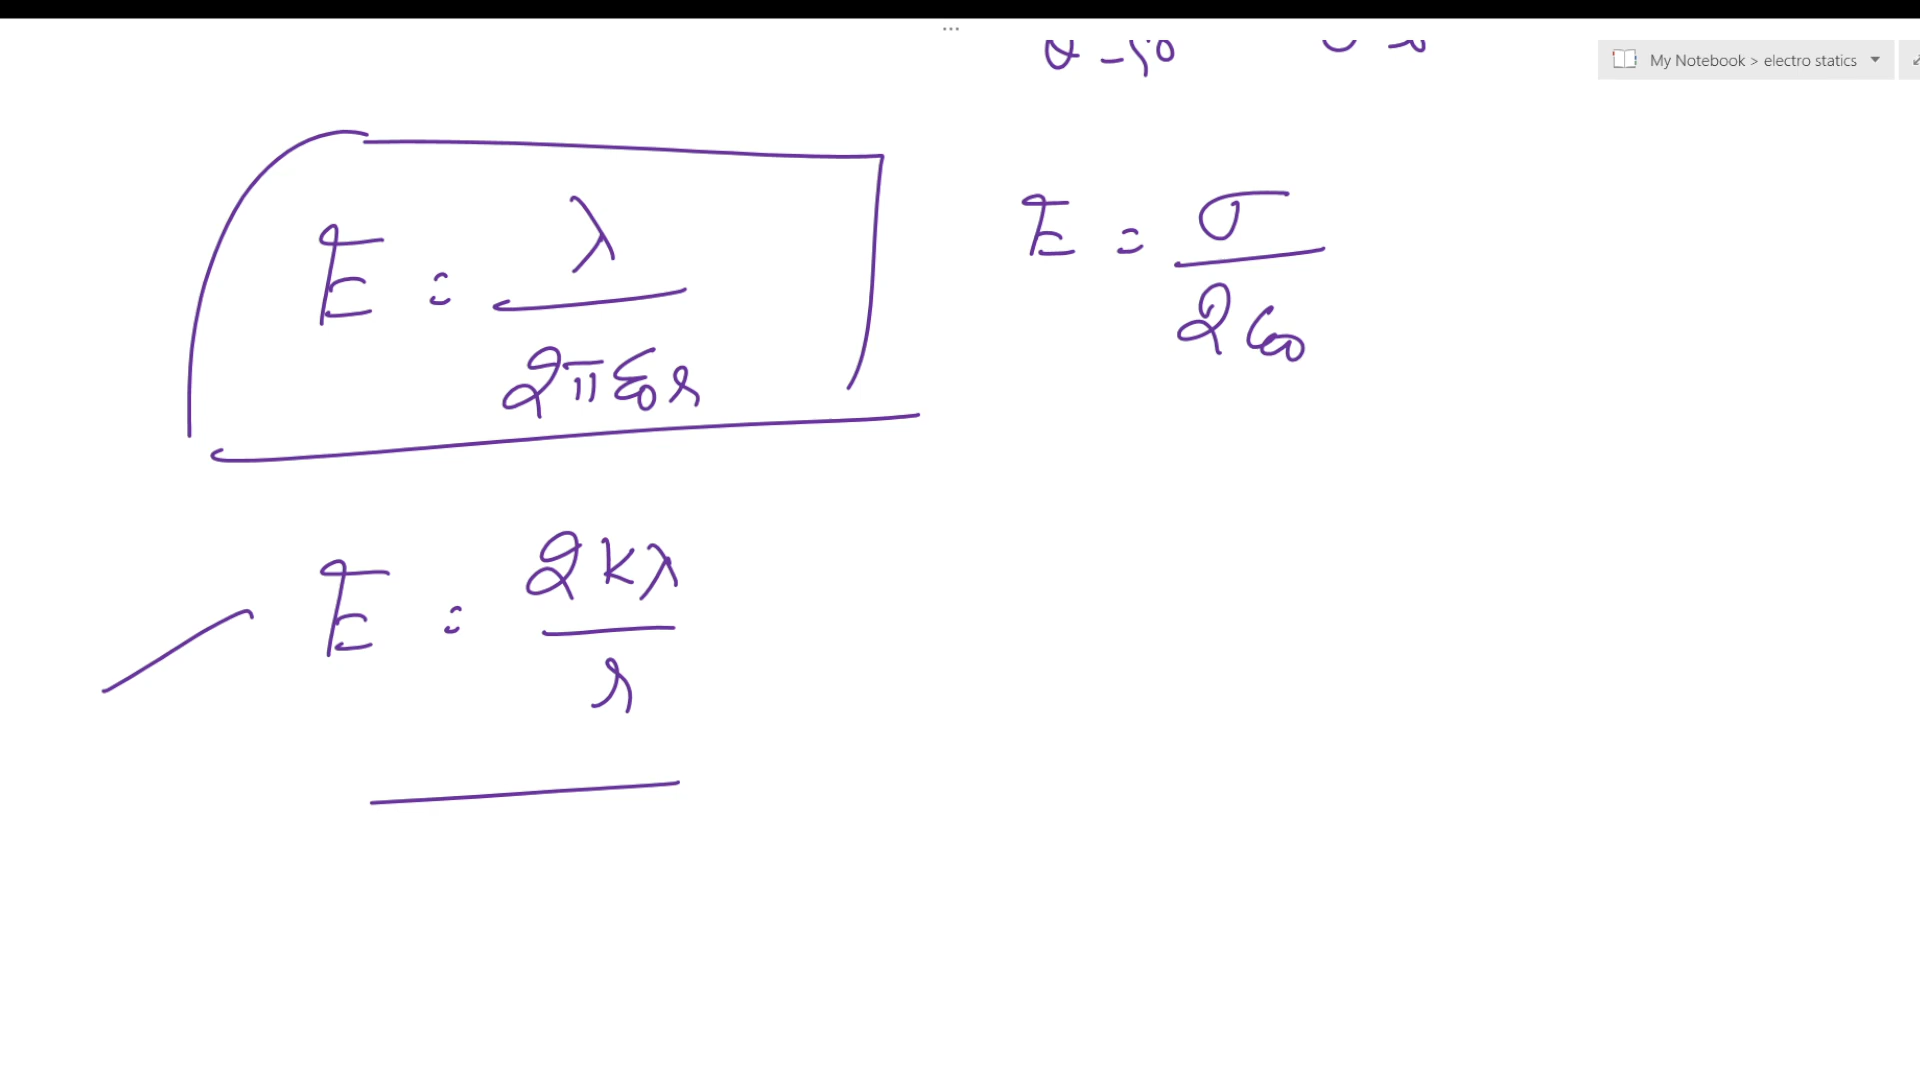 My Notebook > electro statics
E = λ / 2πε₀r
E = σ / 2ε₀
E = 2kλ / r